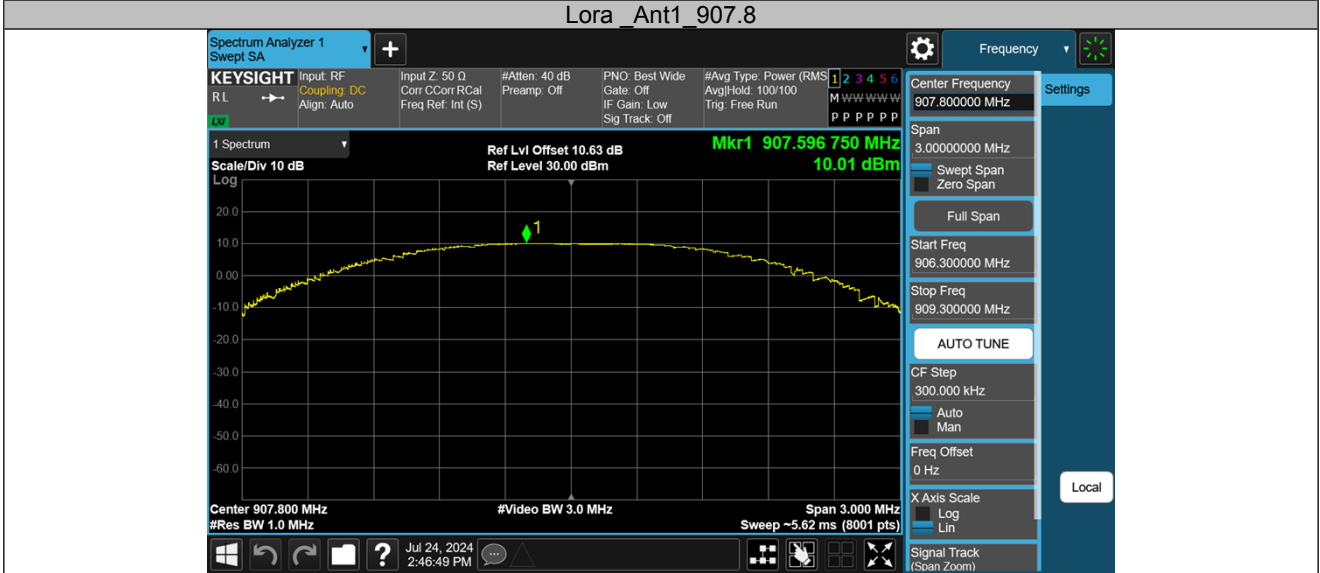 Lora _Ant1_907.8
Spectrum Analyzer 1
Swept SA
Frequency
KEYSIGHT
RL
LXI
Input: RF
Coupling: DC
Align: Auto
Input Z: 50 Ω
Corr CCorr RCal
Freq Ref: Int (S)
#Atten: 40 dB
Preamp: Off
PNO: Best Wide
Gate: Off
IF Gain: Low
Sig Track: Off
#Avg Type: Power (RMS
Avg|Hold: 100/100
Trig: Free Run
1 2 3 4 5 6
M W W W W W
P P P P P P
1 Spectrum
Scale/Div 10 dB
Log
Ref Lvl Offset 10.63 dB
Ref Level 30.00 dBm
Mkr1 907.596 750 MHz
10.01 dBm
20.0
10.0
0.00
-10.0
-20.0
-30.0
-40.0
-50.0
-60.0
1
Center 907.800 MHz
#Res BW 1.0 MHz
#Video BW 3.0 MHz
Span 3.000 MHz
Sweep ~5.62 ms (8001 pts)
Center Frequency
907.800000 MHz
Span
3.00000000 MHz
Swept Span
Zero Span
Full Span
Start Freq
906.300000 MHz
Stop Freq
909.300000 MHz
AUTO TUNE
CF Step
300.000 kHz
Auto
Man
Freq Offset
0 Hz
X Axis Scale
Log
Lin
Signal Track
(Span Zoom)
Settings
Local
?
Jul 24, 2024
2:46:49 PM